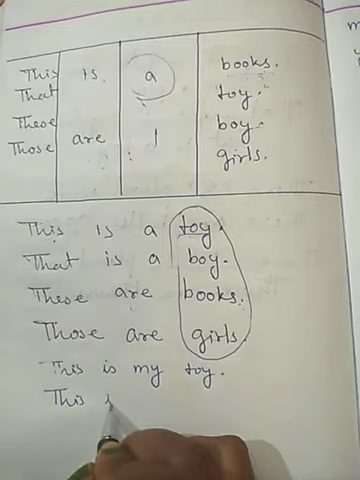 This is a books.
That toy.
These boy.
Those are girls.
This is a toy.
That is a boy.
These are books.
Those are girls.
This is my toy.
This